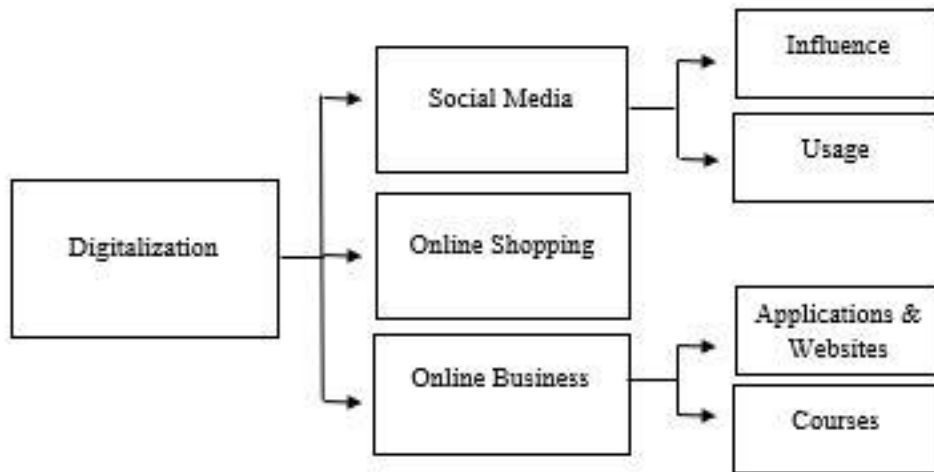 Influence
Social Media
Usage
Digitalization
Online Shopping
Applications &
Websites
Online Business
Courses